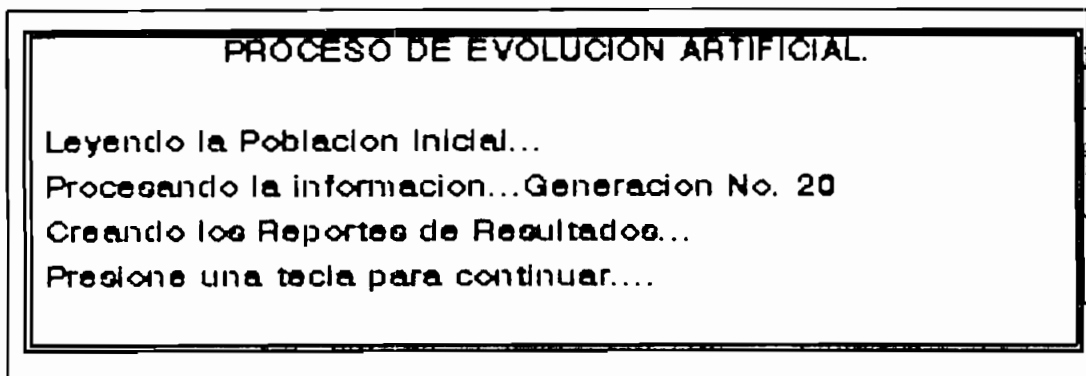 PROCESO DE EVOLUCION ARTIFICIAL.
Leyendo la Poblacion Inicial...
Procesando la informacion...Generacion No. 20
Creando los Reportes de Resultados...
Presione una tecla para continuar....